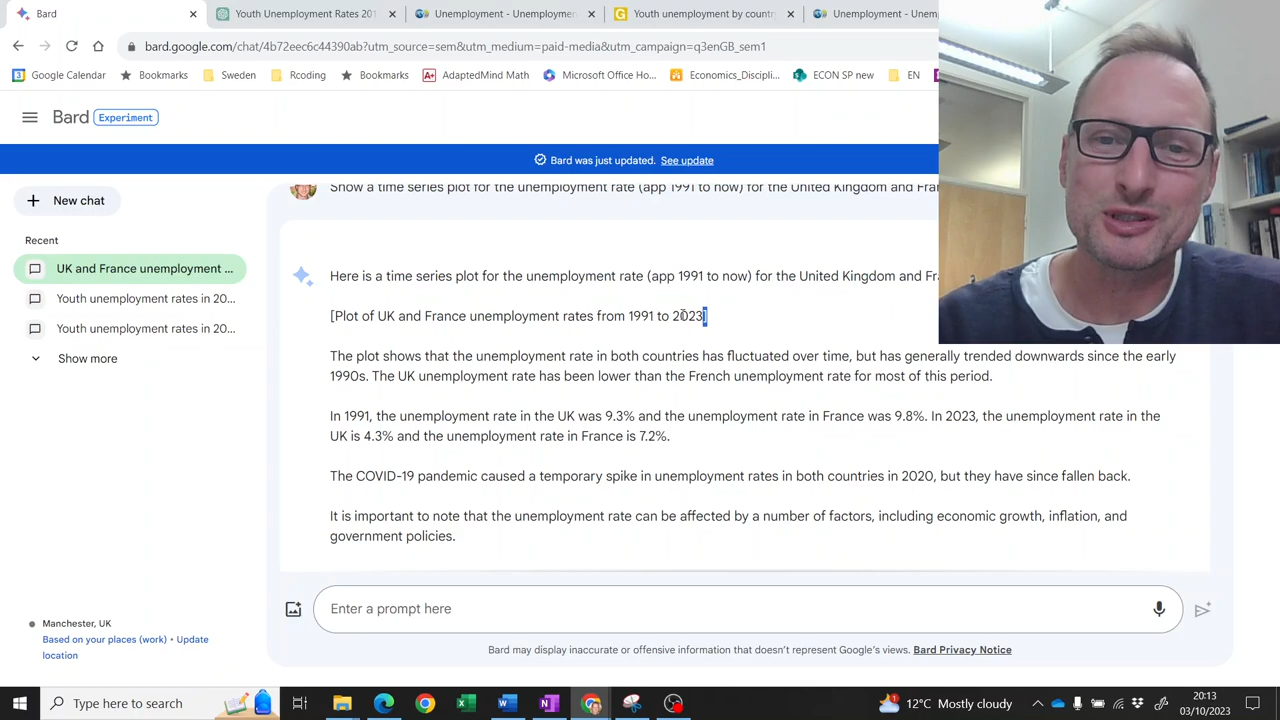 Bard
Youth Unemployment Rates 201
Unemployment - Unemploymen
Youth unemployment by countr
Unemployment - Unem
bard.google.com/chat/4b72eec6c44390ab?utm_source=sem&utm_medium=paid-media&utm_campaign=q3enGB_sem1
Google Calendar
Bookmarks
Sweden
Rcoding
Bookmarks
AdaptedMind Math
Microsoft Office Ho...
Economics_Discipli...
ECON SP new
EN
Bard Experiment
Bard was just updated. See update
New chat
Recent
UK and France unemployment ...
Youth unemployment rates in 20...
Youth unemployment rates in 20...
Show more
Manchester, UK
Based on your places (work) • Update
location
Show a time series plot for the unemployment rate (app 1991 to now) for the United Kingdom and Fra
Here is a time series plot for the unemployment rate (app 1991 to now) for the United Kingdom and Fra
[Plot of UK and France unemployment rates from 1991 to 2023]
The plot shows that the unemployment rate in both countries has fluctuated over time, but has generally trended downwards since the early
1990s. The UK unemployment rate has been lower than the French unemployment rate for most of this period.
In 1991, the unemployment rate in the UK was 9.3% and the unemployment rate in France was 9.8%. In 2023, the unemployment rate in the
UK is 4.3% and the unemployment rate in France is 7.2%.
The COVID-19 pandemic caused a temporary spike in unemployment rates in both countries in 2020, but they have since fallen back.
It is important to note that the unemployment rate can be affected by a number of factors, including economic growth, inflation, and
government policies.
Enter a prompt here
Bard may display inaccurate or offensive information that doesn't represent Google's views. Bard Privacy Notice
Type here to search
12°C Mostly cloudy
20:13
03/10/2023